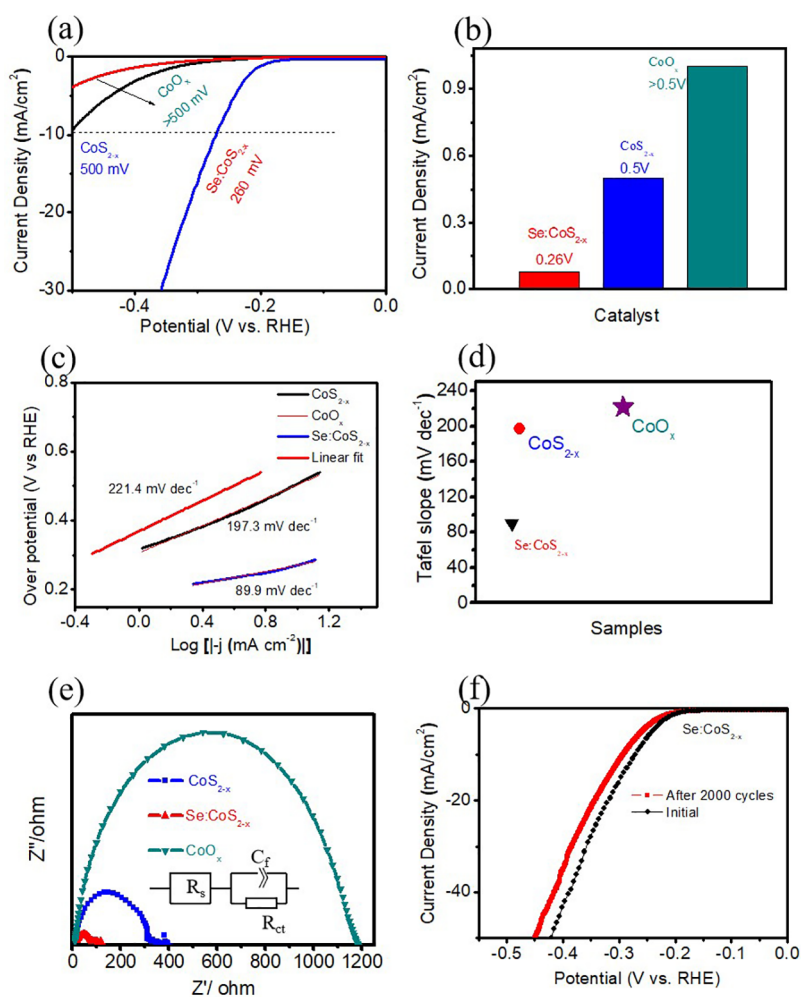 (a)
0
-10
-20
-30
-0.4
-0.2
0.0
Current Density (mA/cm²)
Potential (V vs. RHE)
CoOₓ
>500 mV
CoS₂₋ₓ
500 mV
Se:CoS₂₋ₓ
260 mV
(b)
0.9
0.6
0.3
0.0
Current Density (mA/cm²)
Catalyst
CoOₓ
>0.5V
CoS₂₋ₓ
0.5V
Se:CoS₂₋ₓ
0.26V
(c)
0.8
0.6
0.4
0.2
-0.4
0.0
0.4
0.8
1.2
Over potential (V vs RHE)
Log [|-j (mA cm⁻²)|]
CoS₂₋ₓ
CoOₓ
Se:CoS₂₋ₓ
Linear fit
221.4 mV dec⁻¹
197.3 mV dec⁻¹
89.9 mV dec⁻¹
(d)
240
200
160
120
80
40
0
Tafel slope (mV dec⁻¹)
Samples
CoS₂₋ₓ
CoOₓ
Se:CoS₂₋ₓ
(e)
Z"/ohm
Z'/ ohm
0
200
400
600
800
1000
1200
CoS₂₋ₓ
Se:CoS₂₋ₓ
CoOₓ
Rₛ
C_f
R_ct
(f)
0
-20
-40
-0.5
-0.4
-0.3
-0.2
-0.1
0.0
Current Density (mA/cm²)
Potential (V vs. RHE)
Se:CoS₂₋ₓ
After 2000 cycles
Initial